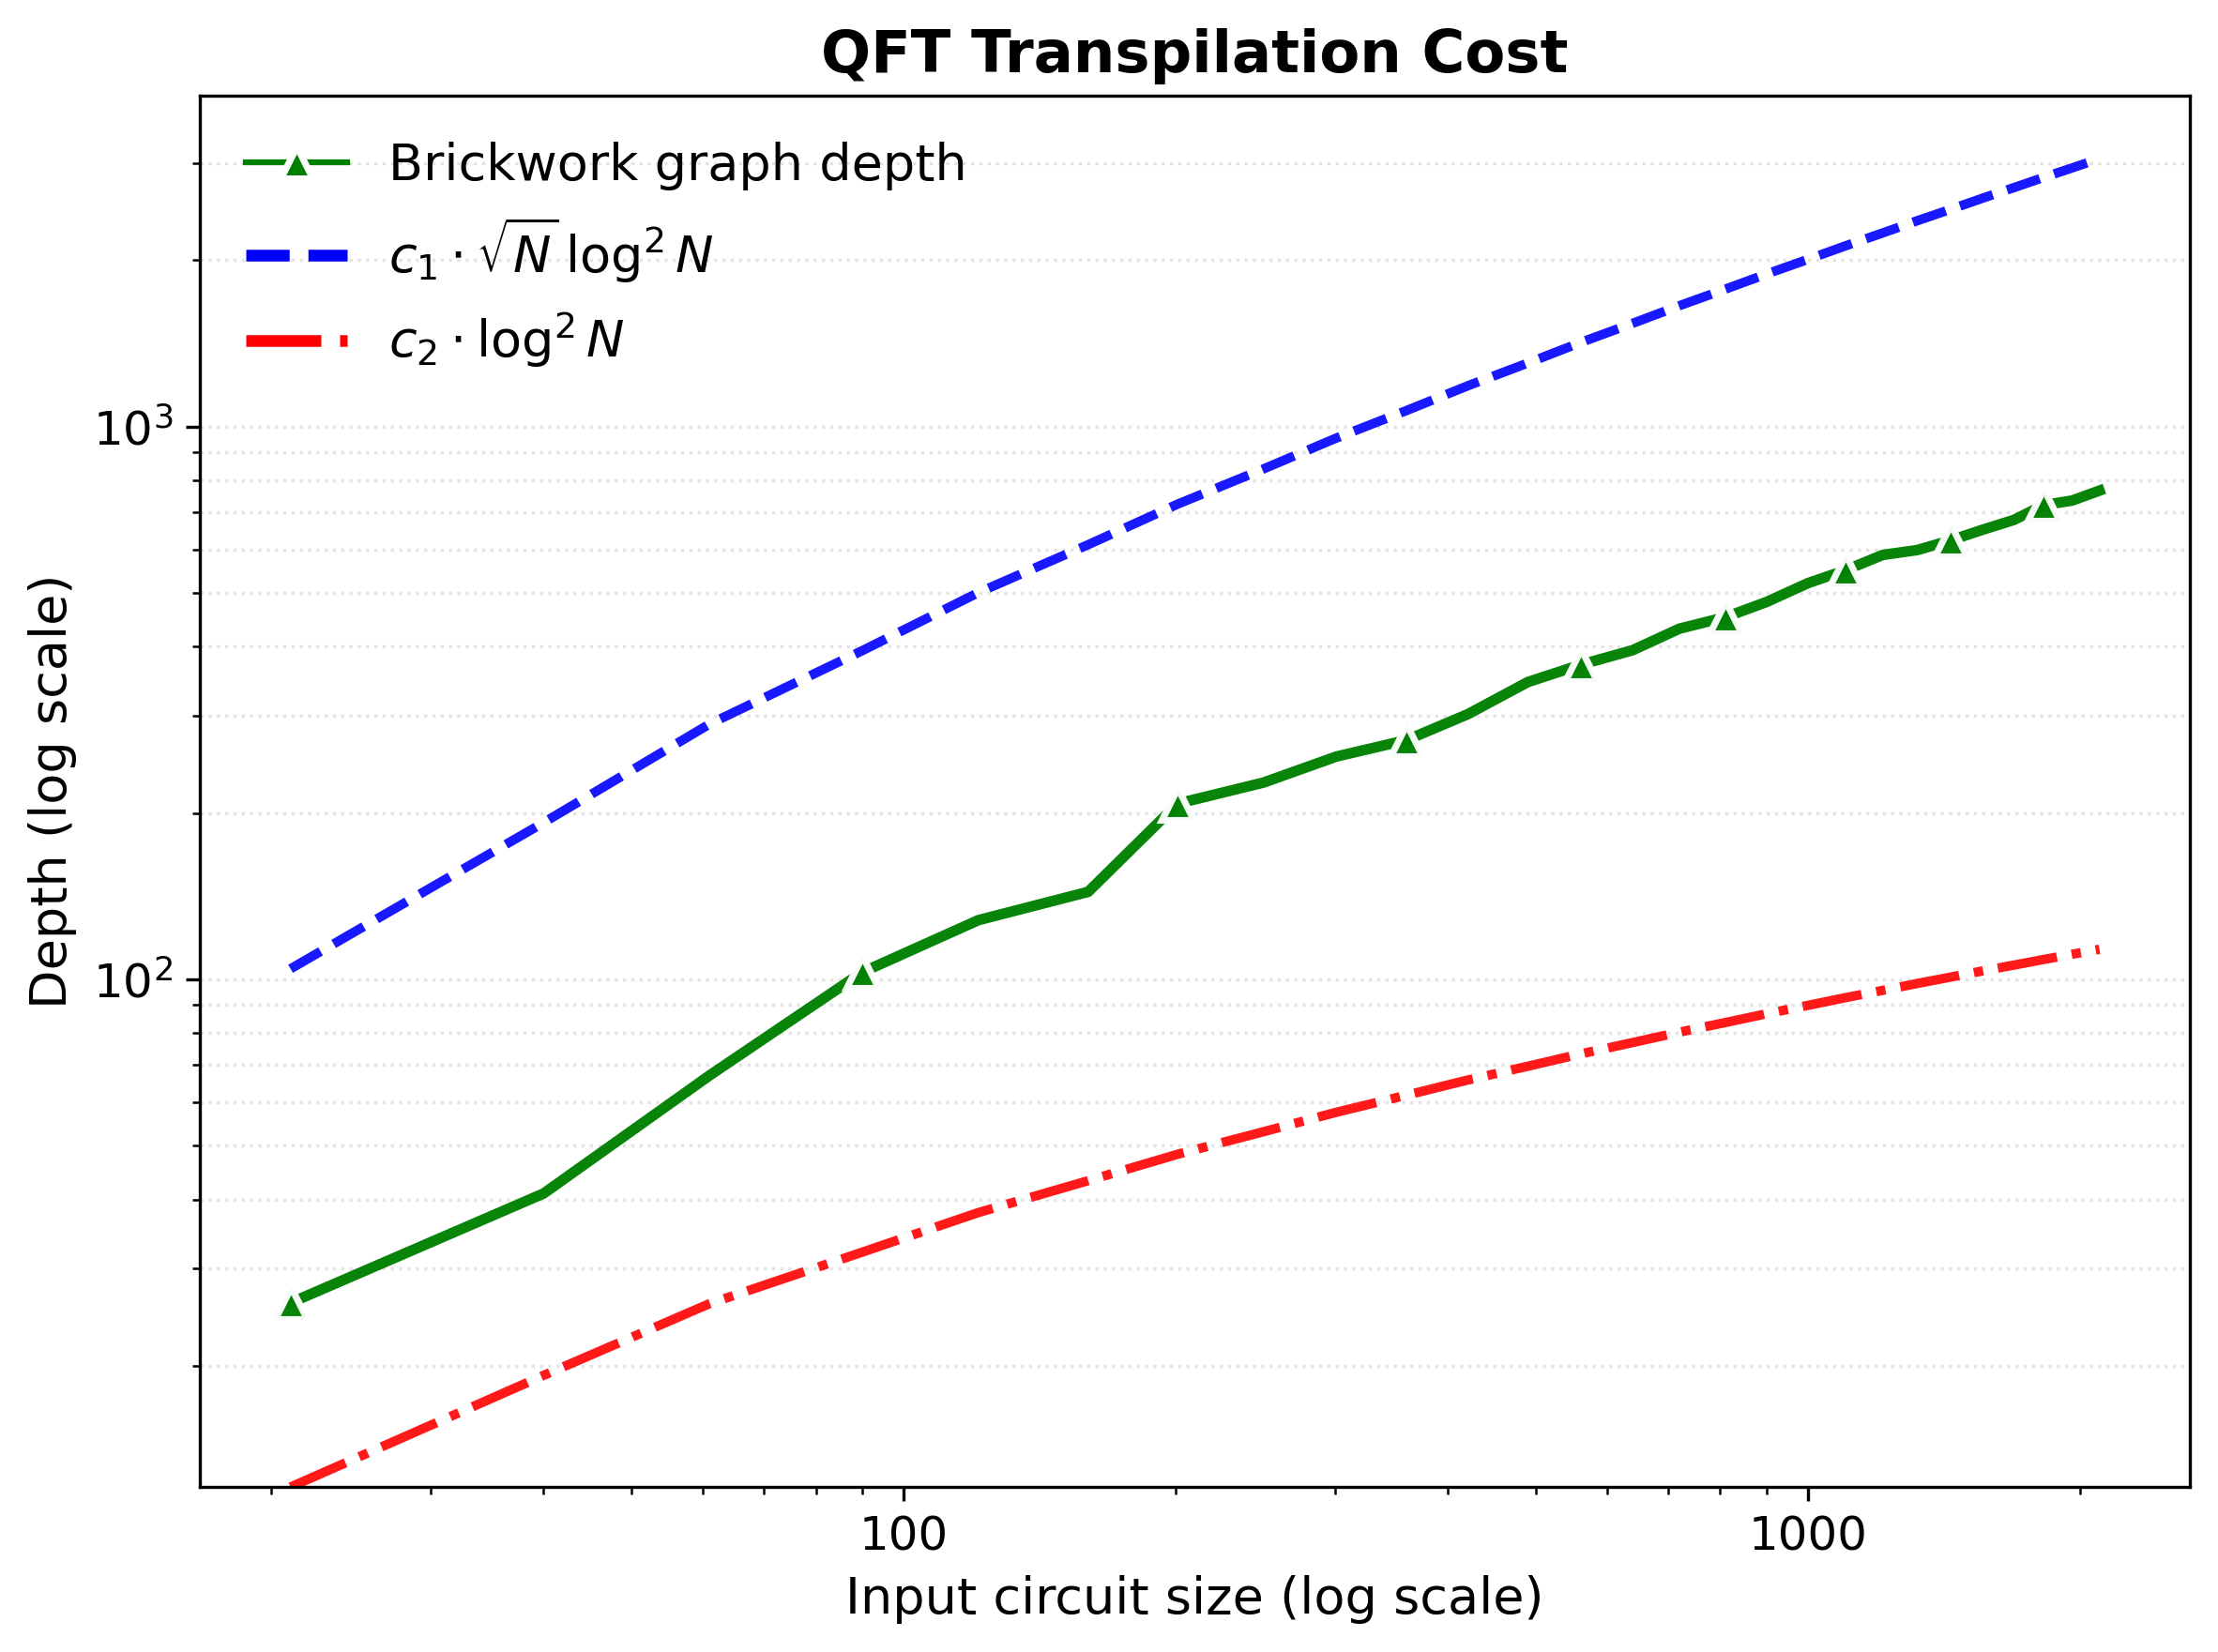 QFT Transpilation Cost
Brickwork graph depth
c₁ · √N log² N
c₂ · log² N
Depth (log scale)
10³
10²
100
1000
Input circuit size (log scale)